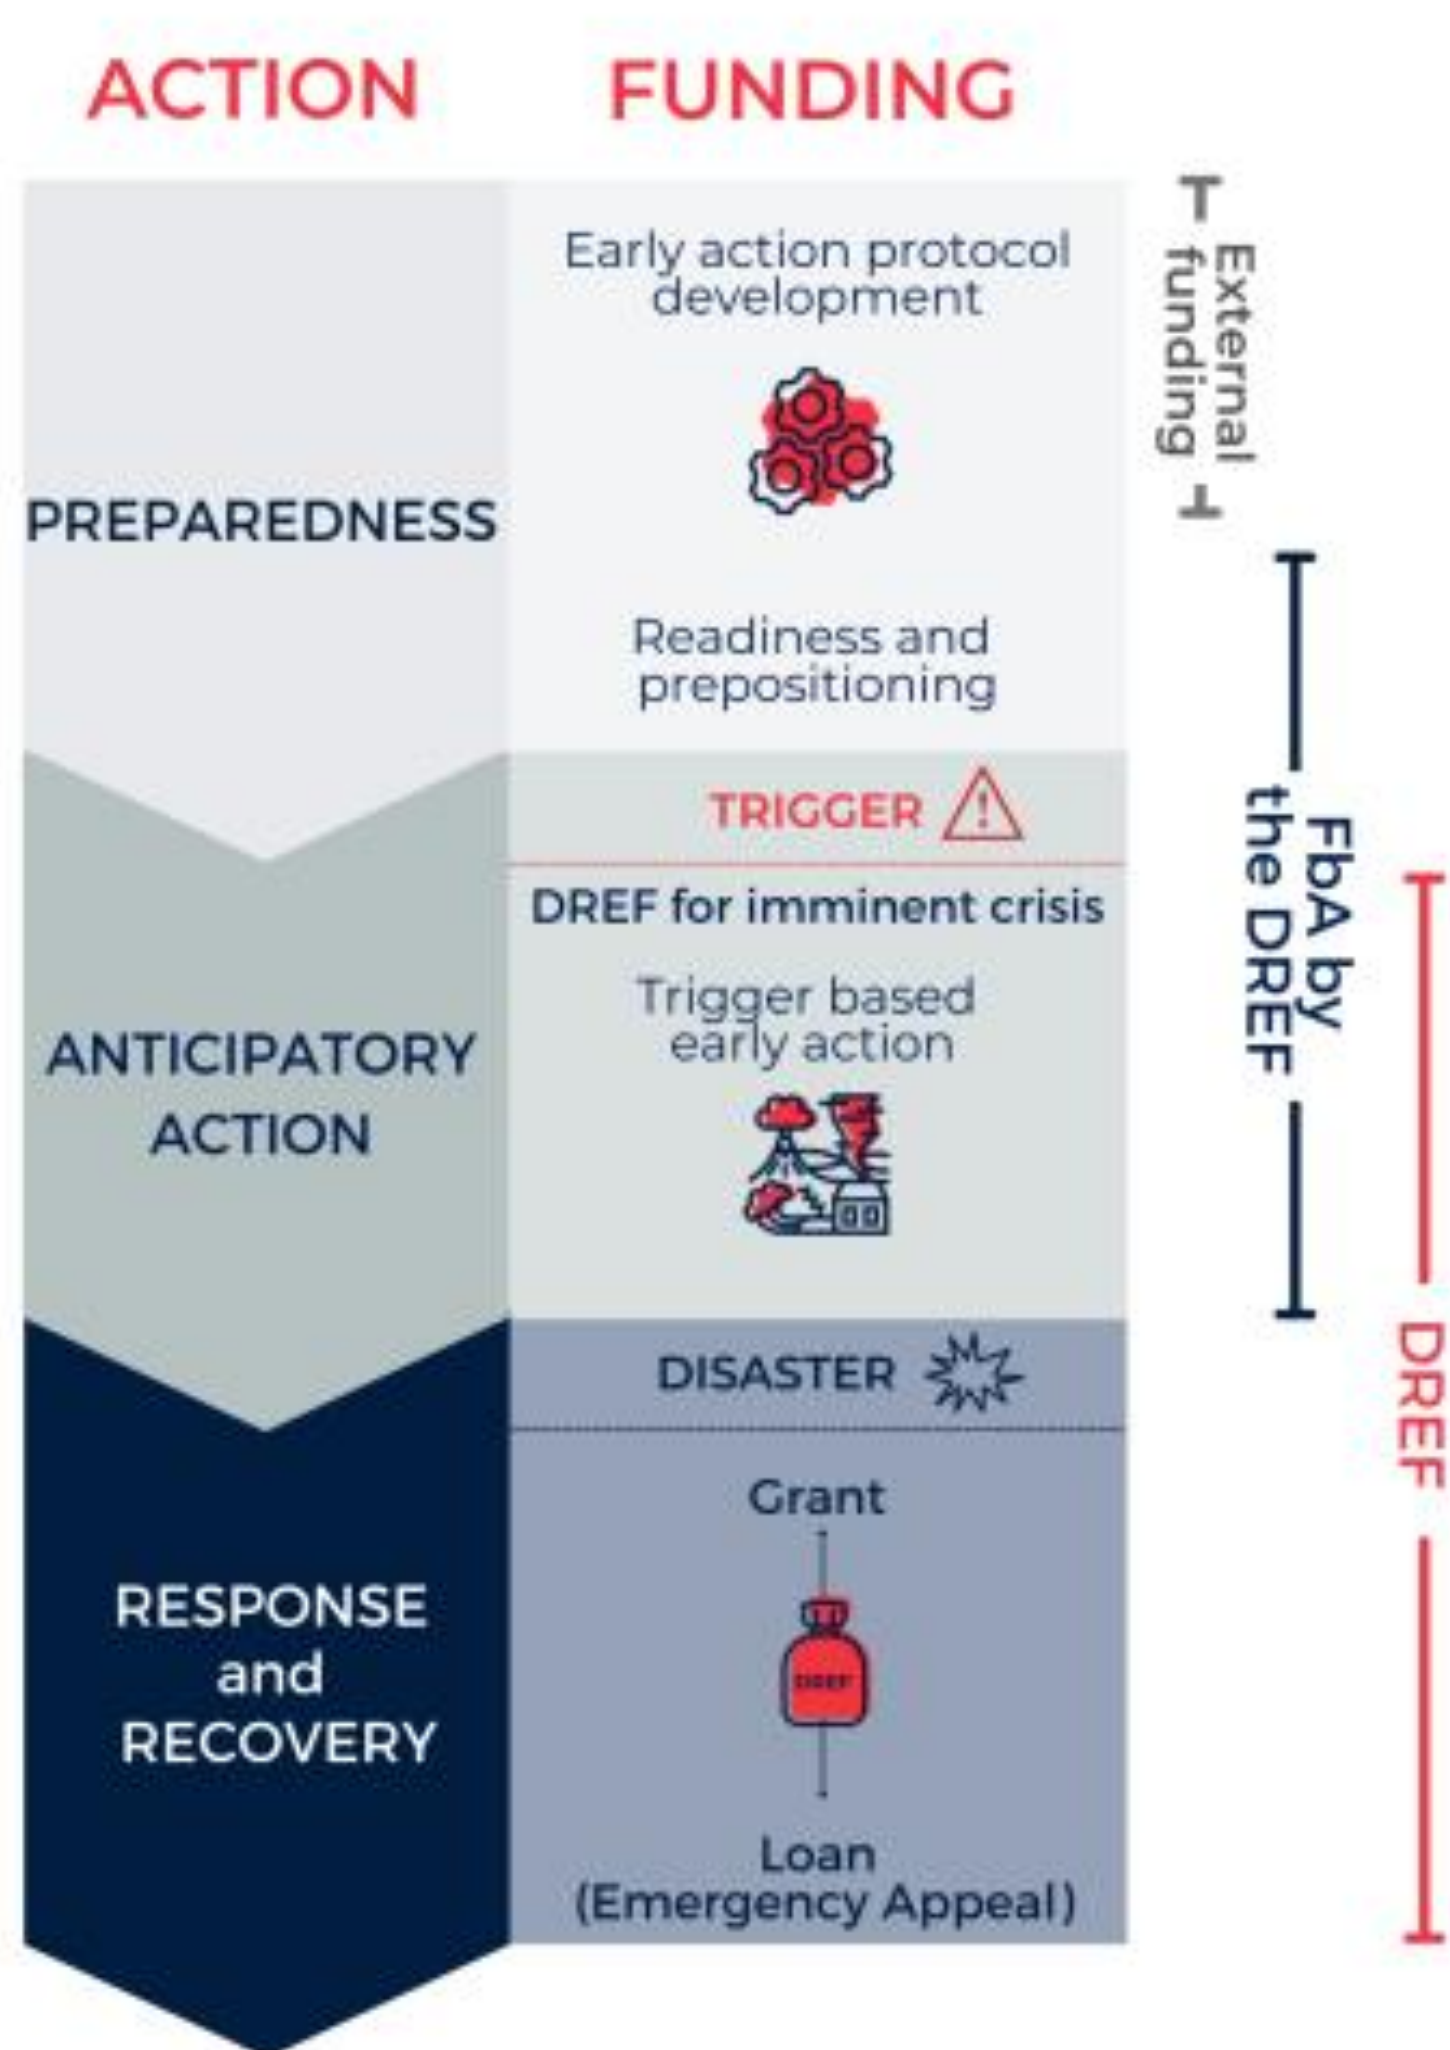 ACTION
FUNDING
Early action protocol
development
External
funding
PREPAREDNESS
Readiness and
prepositioning
TRIGGER
DREF for imminent crisis
FbA by
the DREF
Trigger based
early action
ANTICIPATORY
ACTION
DISASTER
DREF
Grant
RESPONSE
and
RECOVERY
DREF
Loan
(Emergency Appeal)